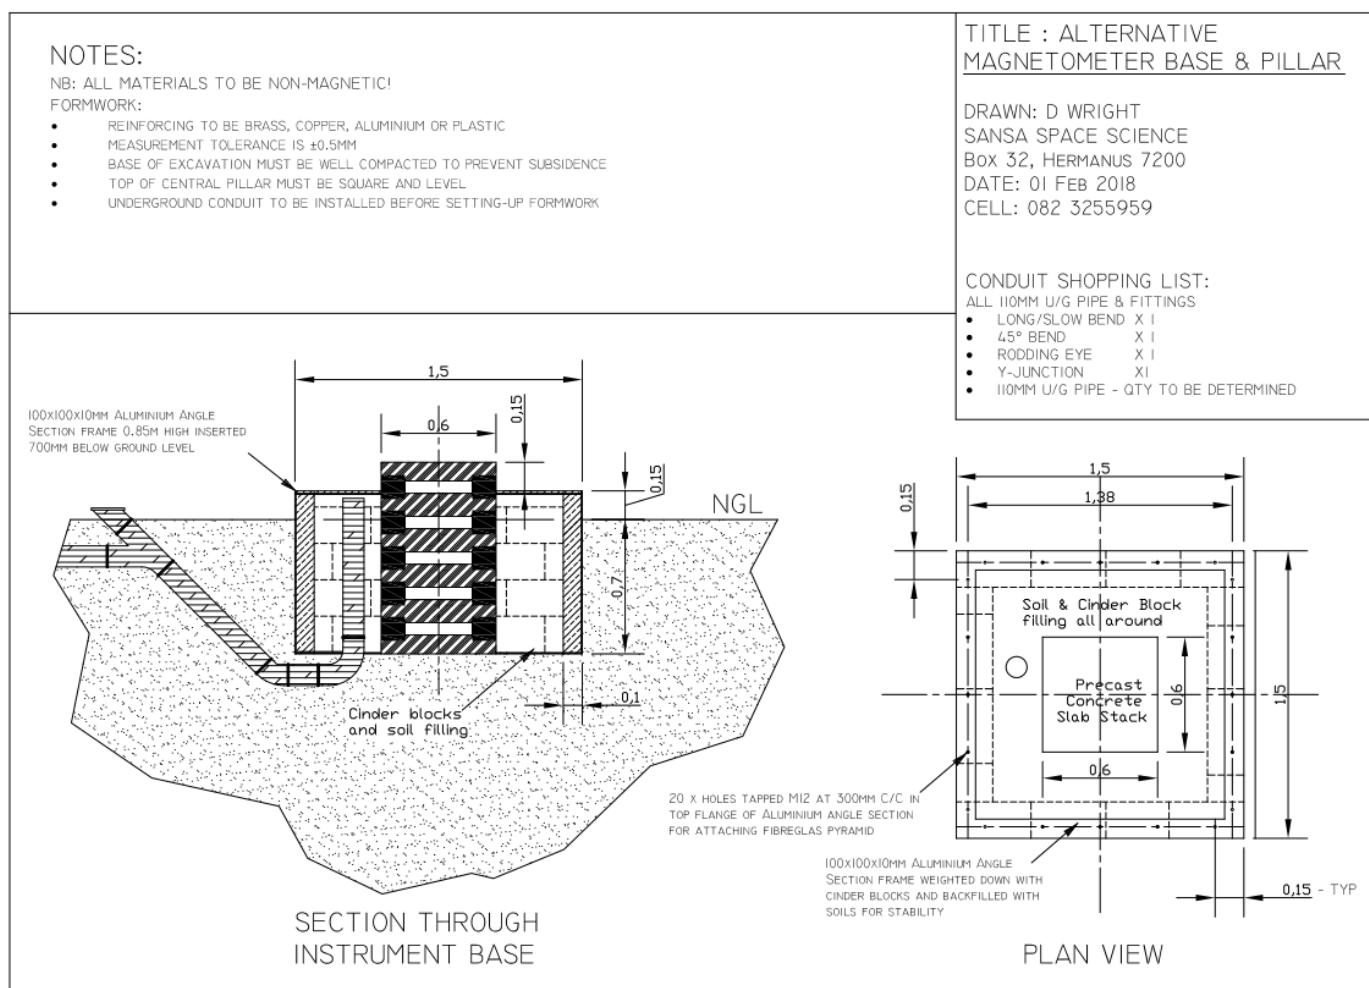 NOTES:
NB: ALL MATERIALS TO BE NON-MAGNETIC!
FORMWORK:
• REINFORCING TO BE BRASS, COPPER, ALUMINIUM OR PLASTIC
• MEASUREMENT TOLERANCE IS ±0.5MM
• BASE OF EXCAVATION MUST BE WELL COMPACTED TO PREVENT SUBSIDENCE
• TOP OF CENTRAL PILLAR MUST BE SQUARE AND LEVEL
• UNDERGROUND CONDUIT TO BE INSTALLED BEFORE SETTING-UP FORMWORK
TITLE : ALTERNATIVE
MAGNETOMETER BASE & PILLAR
DRAWN: D WRIGHT
SANSA SPACE SCIENCE
BOX 32, HERMANUS 7200
DATE: 01 FEB 2018
CELL: 082 3255959
CONDUIT SHOPPING LIST:
ALL 110MM U/G PIPE & FITTINGS
• LONG/SLOW BEND X 1
• 45° BEND X 1
• RODDING EYE X 1
• Y-JUNCTION X1
• 110MM U/G PIPE - QTY TO BE DETERMINED
1,5
0,6
0,15
0,15
100X100X10MM ALUMINIUM ANGLE
SECTION FRAME 0.85M HIGH INSERTED
700MM BELOW GROUND LEVEL
NGL
0,7
0,1
Cinder blocks
and soil filling
SECTION THROUGH
INSTRUMENT BASE
1,5
1,38
0,15
Soil & Cinder Block
filling all around
Precast
Concrete
Slab Stack
0,6
0,6
1,5
20 X HOLES TAPPED M12 AT 300MM C/C IN
TOP FLANGE OF ALUMINIUM ANGLE SECTION
FOR ATTACHING FIBREGLAS PYRAMID
100X100X10MM ALUMINIUM ANGLE
SECTION FRAME WEIGHTED DOWN WITH
CINDER BLOCKS AND BACKFILLED WITH
SOILS FOR STABILITY
0,15 - TYP
PLAN VIEW